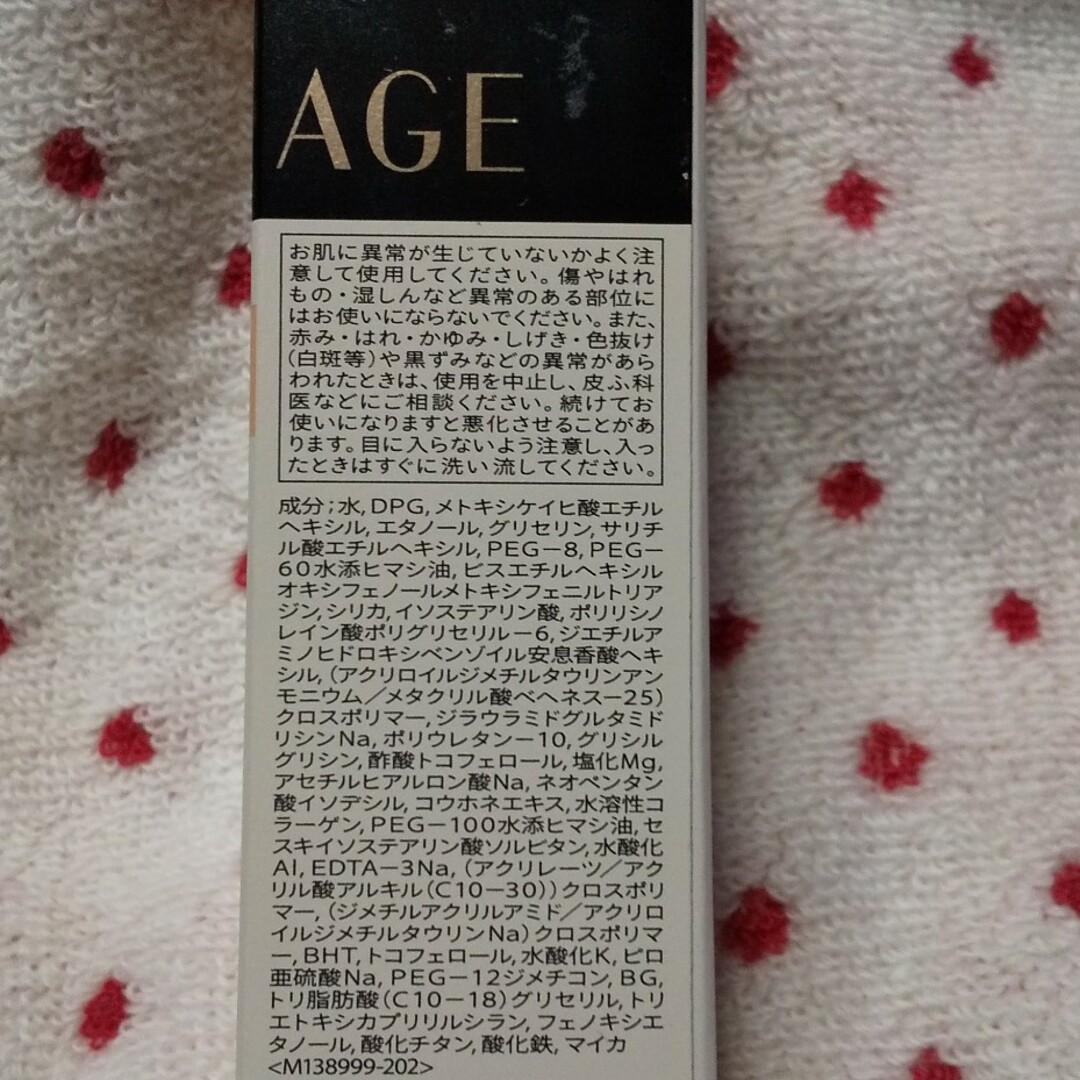 AGE
お肌に異常が生じていないかよく注
意して使用してください。傷やはれ
もの・湿しんなど異常のある部位に
はお使いにならないでください。また、
赤み・はれ・かゆみ・しげき・色抜け
(白斑等)や黒ずみなどの異常があら
われたときは、使用を中止し、皮ふ科
医などにご相談ください。続けてお
使いになりますと悪化させることがあ
ります。目に入らないよう注意し、入っ
たときはすぐに洗い流してください。
成分;水, DPG, メトキシケイヒ酸エチル
ヘキシル, エタノール, グリセリン, サリチ
ル酸エチルヘキシル, PEG－8, PEG－
60水添ヒマシ油, ビスエチルヘキシル
オキシフェノールメトキシフェニルトリア
ジン, シリカ, イソステアリン酸, ポリリシノ
レイン酸ポリグリセリル－6, ジエチルア
ミノヒドロキシベンゾイル安息香酸ヘキ
シル, (アクリロイルジメチルタウリンアン
モニウム／メタクリル酸ベヘネス－25)
クロスポリマー, ジラウラミドグルタミド
リシンNa, ポリウレタン－10, グリシル
グリシン, 酢酸トコフェロール, 塩化Mg,
アセチルヒアルロン酸Na, ネオペンタン
酸イソデシル, コウホネエキス, 水溶性コ
ラーゲン, PEG－100水添ヒマシ油, セ
スキイソステアリン酸ソルビタン, 水酸化
Al, EDTA－3Na, (アクリレーツ／アク
リル酸アルキル(C10－30))クロスポリ
マー, (ジメチルアクリルアミド／アクリロ
イルジメチルタウリンNa)クロスポリマ
ー, BHT, トコフェロール, 水酸化K, ピロ
亜硫酸Na, PEG－12ジメチコン, BG,
トリ脂肪酸(C10－18)グリセリル, トリ
エトキシカプリリルシラン, フェノキシエ
タノール, 酸化チタン, 酸化鉄, マイカ
<M138999-202>